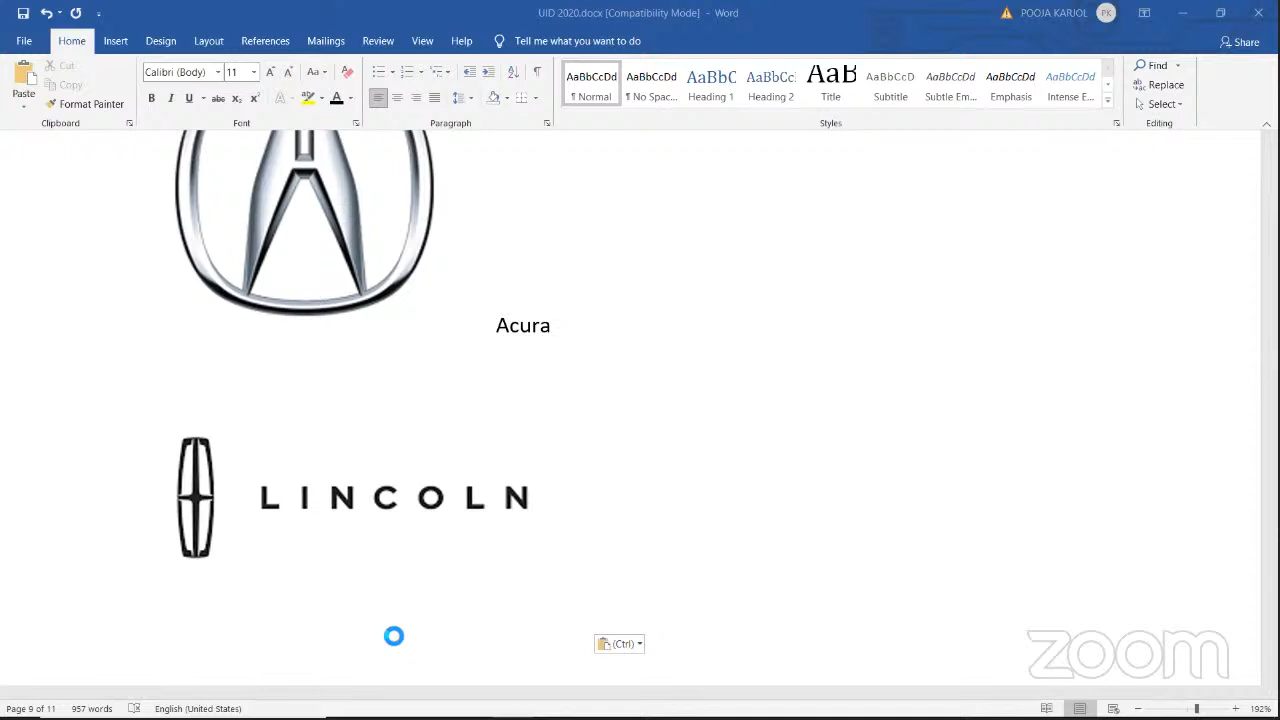 UID 2020.docx [Compatibility Mode] - Word
POOJA KARJOL PK
File Home Insert Design Layout References Mailings Review View Help Tell me what you want to do
Share
Paste
Cut
Copy
Format Painter
Clipboard
Calibri (Body) 11
Font
Paragraph
AaBbCcDd AaBbCcDd AaBbC AaBbCc AaB AaBbCcD AaBbCcDd AaBbCcDd AaBbCcDd
¶ Normal ¶ No Spac... Heading 1 Heading 2 Title Subtitle Subtle Em... Emphasis Intense E...
Styles
Find
Replace
Select
Editing
Acura
LINCOLN
(Ctrl)
zoom
Page 9 of 11 957 words English (United States) 192%